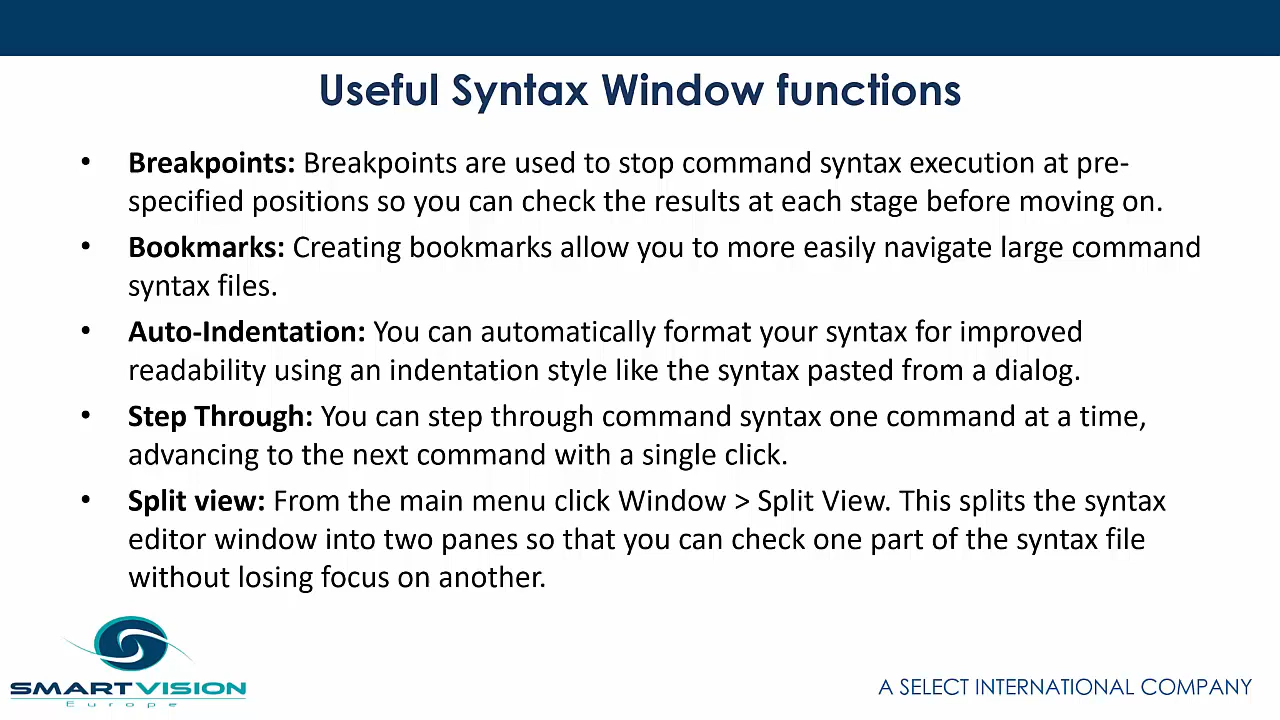 Useful Syntax Window functions
• Breakpoints: Breakpoints are used to stop command syntax execution at pre-
specified positions so you can check the results at each stage before moving on.
• Bookmarks: Creating bookmarks allow you to more easily navigate large command
syntax files.
• Auto-Indentation: You can automatically format your syntax for improved
readability using an indentation style like the syntax pasted from a dialog.
• Step Through: You can step through command syntax one command at a time,
advancing to the next command with a single click.
• Split view: From the main menu click Window > Split View. This splits the syntax
editor window into two panes so that you can check one part of the syntax file
without losing focus on another.
SMARTVISION
Europe
A SELECT INTERNATIONAL COMPANY